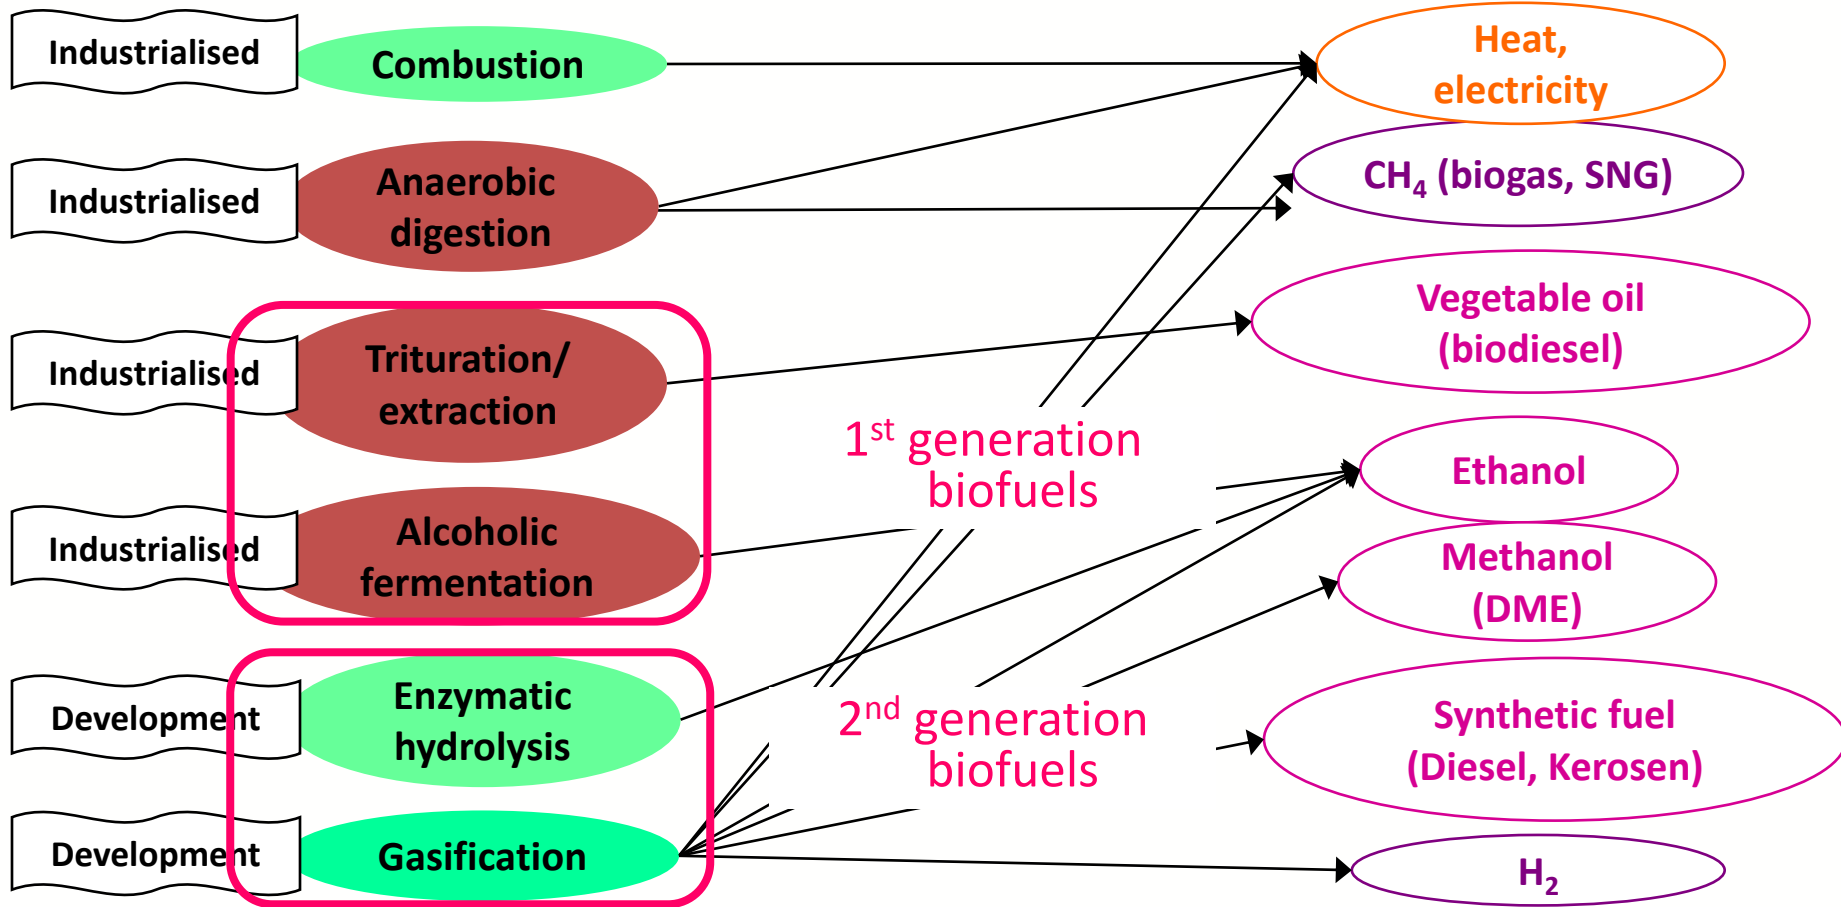 Industrialised
Combustion
Heat,
electricity
Industrialised
Anaerobic
digestion
CH₄ (biogas, SNG)
Industrialised
Trituration/
extraction
Vegetable oil
(biodiesel)
1st generation
biofuels
Industrialised
Alcoholic
fermentation
Ethanol
Methanol
(DME)
Development
Enzymatic
hydrolysis
2nd generation
biofuels
Synthetic fuel
(Diesel, Kerosen)
Development
Gasification
H₂